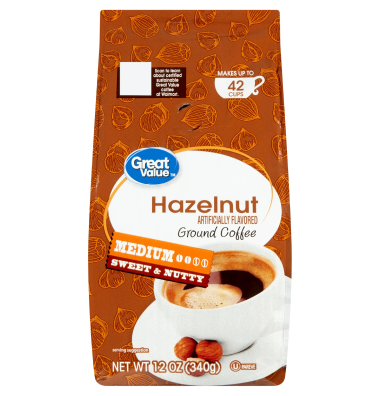 Scan to learn
about certified
sustainable
Great Value
coffee
at Walmart.
MAKES UP TO
42
CUPS
Great
Value™
Hazelnut
ARTIFICIALLY FLAVORED
Ground Coffee
MEDIUM
SWEET & NUTTY
serving suggestion
NET WT 12 OZ (340g)
U INSIDE